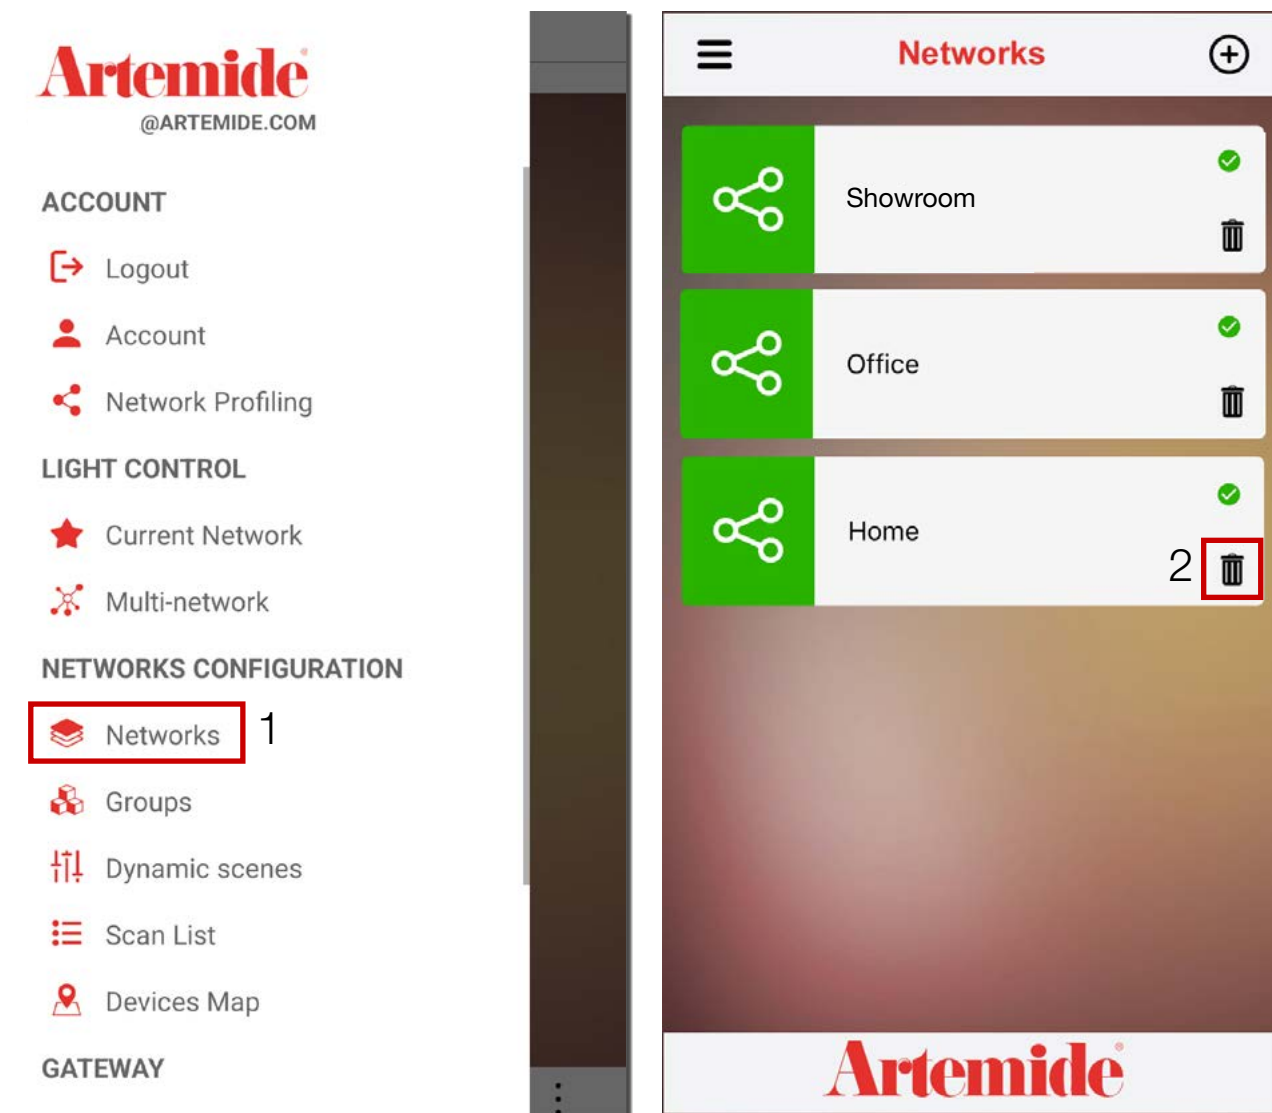 Artemide®
@ARTEMIDE.COM
ACCOUNT
Logout
Account
Network Profiling
LIGHT CONTROL
Current Network
Multi-network
NETWORKS CONFIGURATION
Networks 1
Groups
Dynamic scenes
Scan List
Devices Map
GATEWAY
Networks
Showroom
Office
Home
2
Artemide®